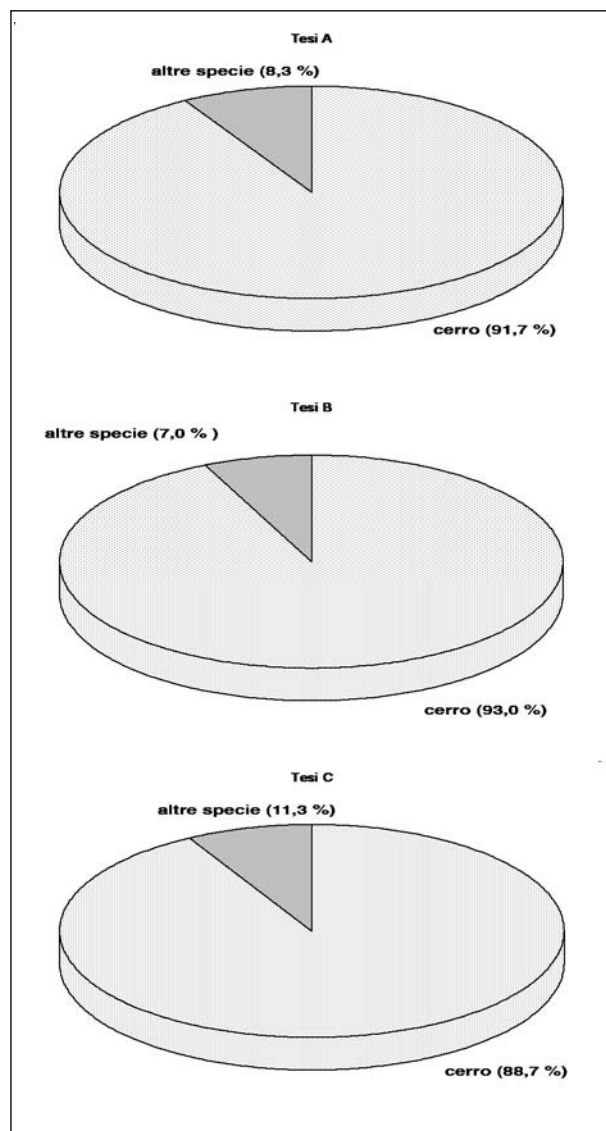 Tesi A
altre specie (8,3 %)
cerro (91,7 %)
Tesi B
altre specie (7,0 % )
cerro (93,0 %)
Tesi C
altre specie (11,3 %)
cerro (88,7 %)